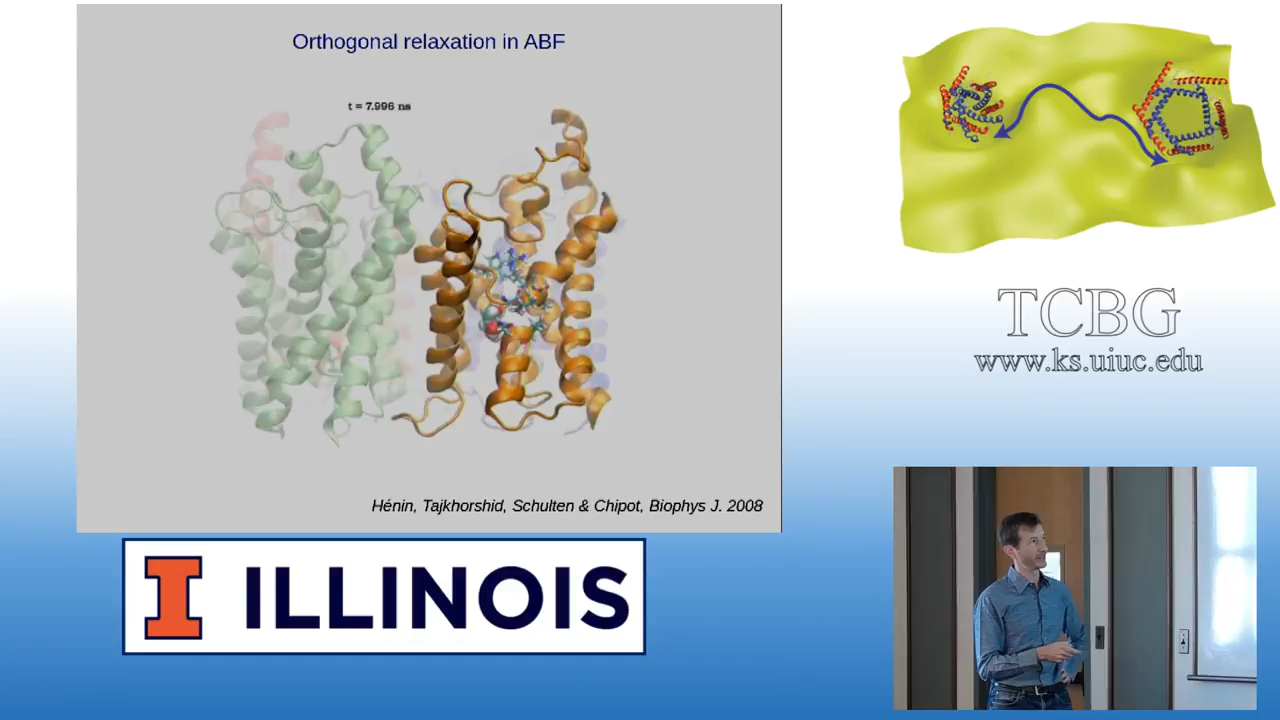 Orthogonal relaxation in ABF
t = 7.996 ns
Hénin, Tajkhorshid, Schulten & Chipot, Biophys J. 2008
TCBG
www.ks.uiuc.edu
I ILLINOIS